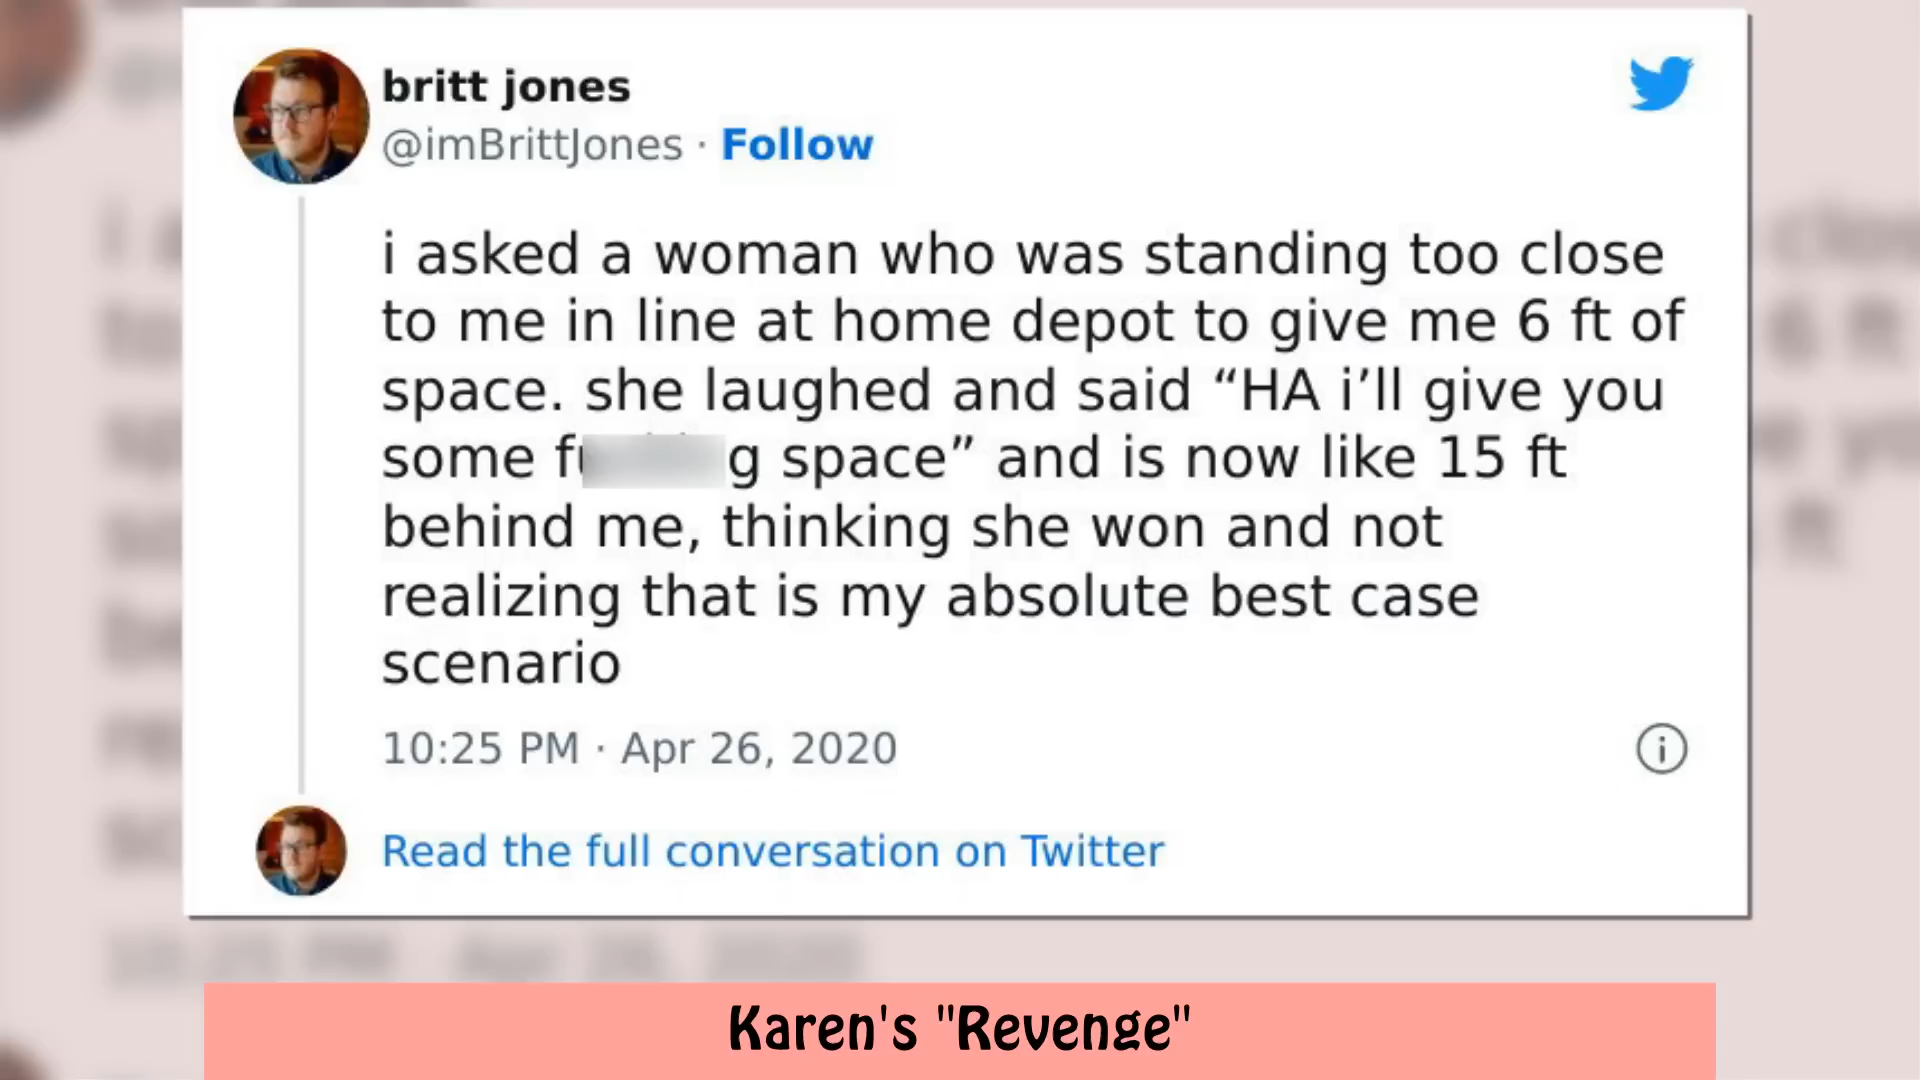 britt jones
@imBrittJones · Follow
i asked a woman who was standing too close
to me in line at home depot to give me 6 ft of
space. she laughed and said “HA i’ll give you
some space” and is now like 15 ft
behind me, thinking she won and not
realizing that is my absolute best case
scenario
10:25 PM · Apr 26, 2020
Read the full conversation on Twitter
Karen's "Revenge"